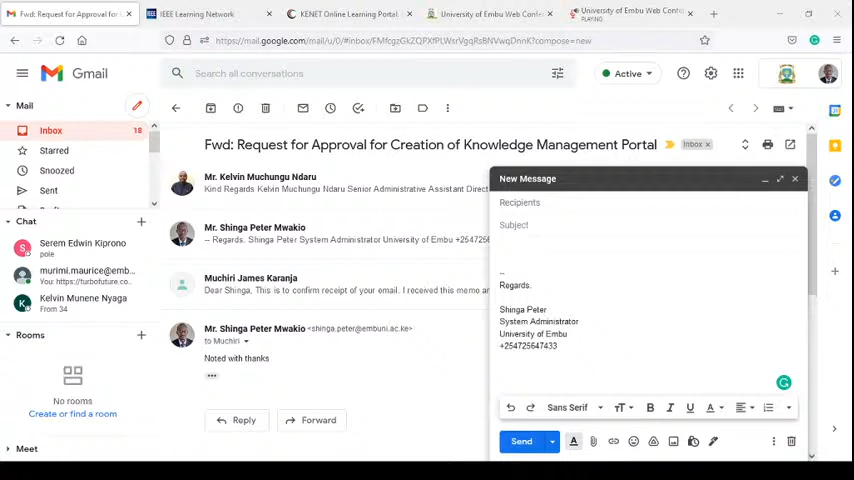 Fwd: Request for Approval for
IEEE Learning Network
KENET Online Learning Portal
University of Embu Web Conf
University of Embu Web Conf
PLAYING
https://mail.google.com/mail/u/0/#inbox/
Gmail
Search all conversations
Active
Mail
Inbox 18
Starred
Snoozed
Sent
Chat
Serem Edwin Kiprono
pole
murimi.maurice@emb...
You: https://turbofuture.co...
Kelvin Munene Nyaga
From 34
Rooms
No rooms
Create or find a room
Meet
Fwd: Request for Approval for Creation of Knowledge Management Portal
Inbox x
Mr. Kelvin Muchungu Ndaru
Kind Regards Kelvin Muchungu Ndaru Senior Administrative Assistant Direct
Mr. Shinga Peter Mwakio
-- Regards. Shinga Peter System Administrator University of Embu +2547256
Muchiri James Karanja
Dear Shinga, This is to confirm receipt of your email. I received this memo an
Mr. Shinga Peter Mwakio <shinga.peter@embuni.ac.ke>
to Muchiri
Noted with thanks
Reply
Forward
New Message
Recipients
Subject
--
Regards.
Shinga Peter
System Administrator
University of Embu
+254725647433
Sans Serif
Send